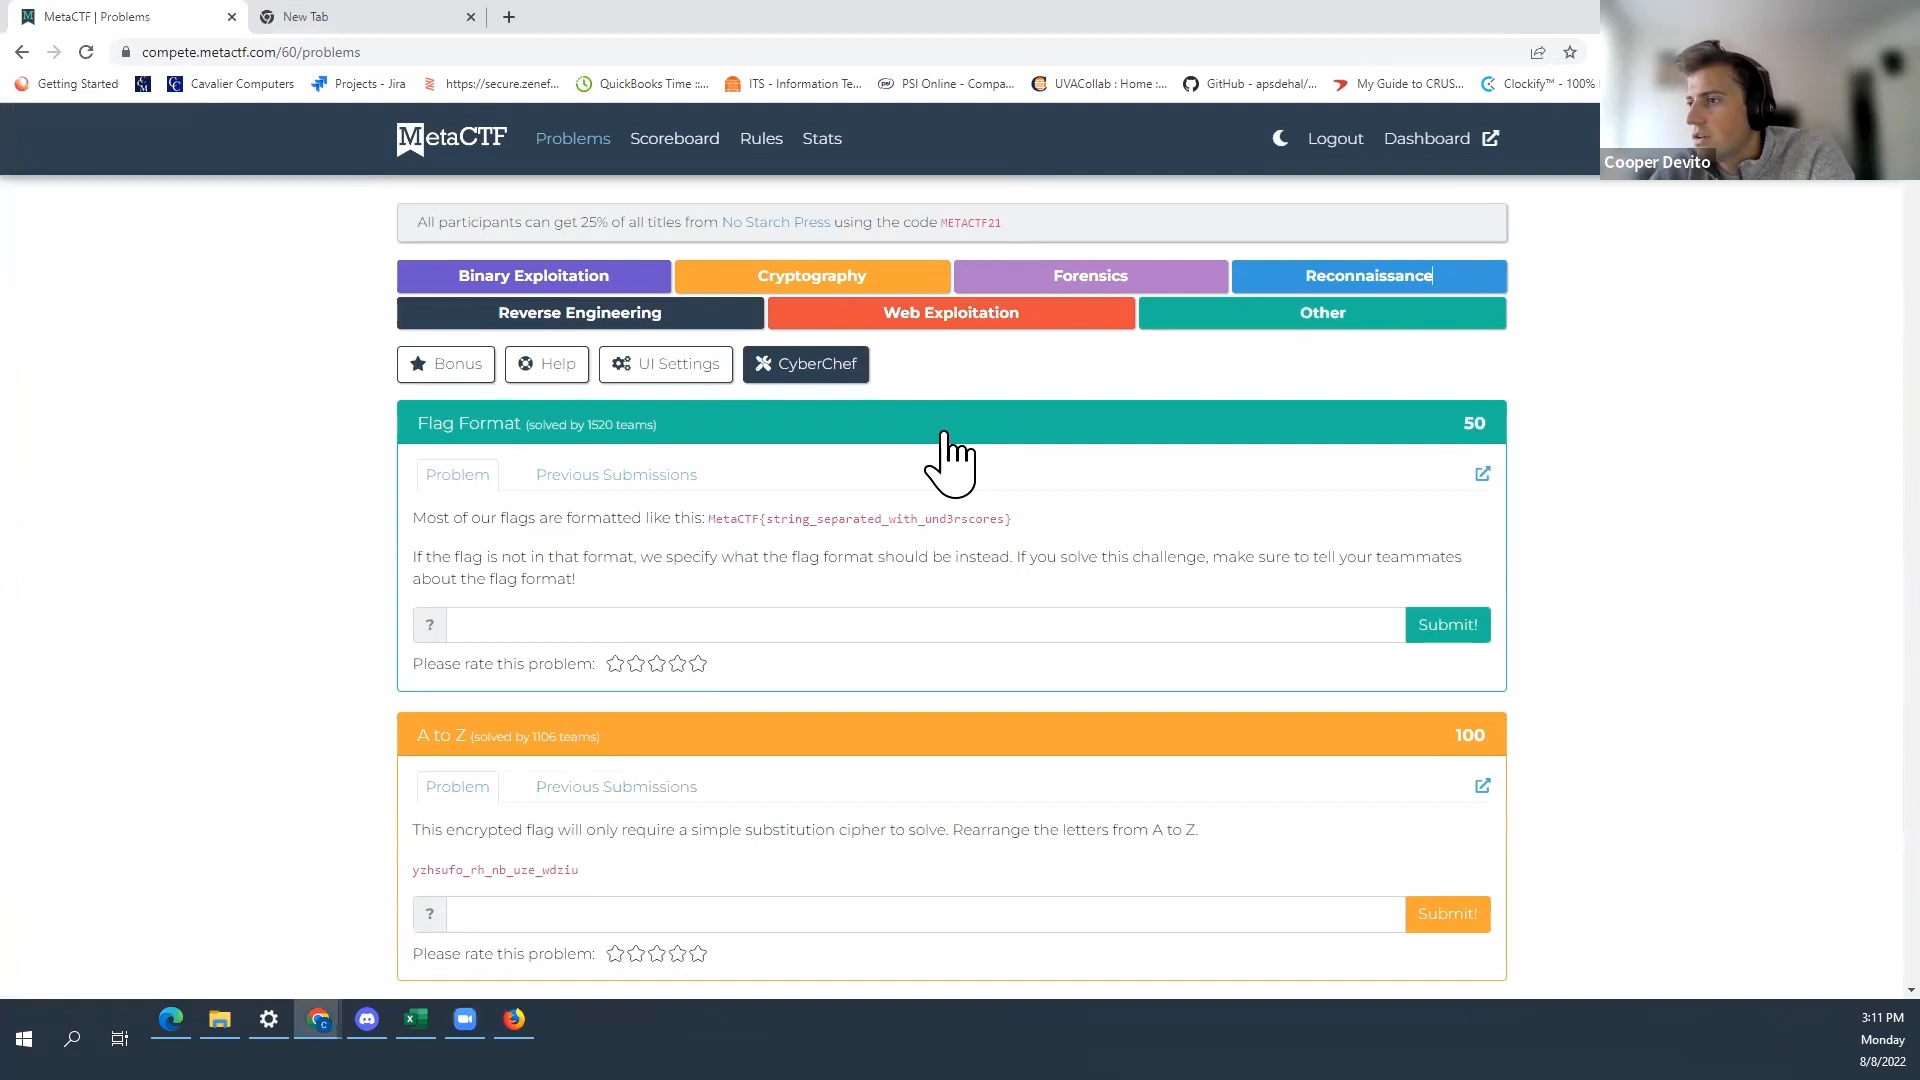 MetaCTF | Problems
New Tab
compete.metactf.com/60/problems
Getting Started
Cavalier Computers
Projects - Jira
https://secure.zenef...
QuickBooks Time ::...
ITS - Information Te...
PSI Online - Compa...
UVACollab : Home :...
GitHub - apsdehal/...
My Guide to CRUS...
Clockify™ - 100%
Cooper Devito
MetaCTF
Problems
Scoreboard
Rules
Stats
Logout
Dashboard
All participants can get 25% of all titles from No Starch Press using the code METACTF21
Binary Exploitation
Cryptography
Forensics
Reconnaissance
Reverse Engineering
Web Exploitation
Other
Bonus
Help
UI Settings
CyberChef
Flag Format (solved by 1520 teams)
50
Problem
Previous Submissions
Most of our flags are formatted like this: MetaCTF{string_separated_with_und3rscores}
If the flag is not in that format, we specify what the flag format should be instead. If you solve this challenge, make sure to tell your teammates
about the flag format!
?
Submit!
Please rate this problem:
A to Z (solved by 1106 teams)
100
Problem
Previous Submissions
This encrypted flag will only require a simple substitution cipher to solve. Rearrange the letters from A to Z.
yzhsufo_rh_nb_uze_wdziu
?
Submit!
Please rate this problem:
3:11 PM
Monday
8/8/2022